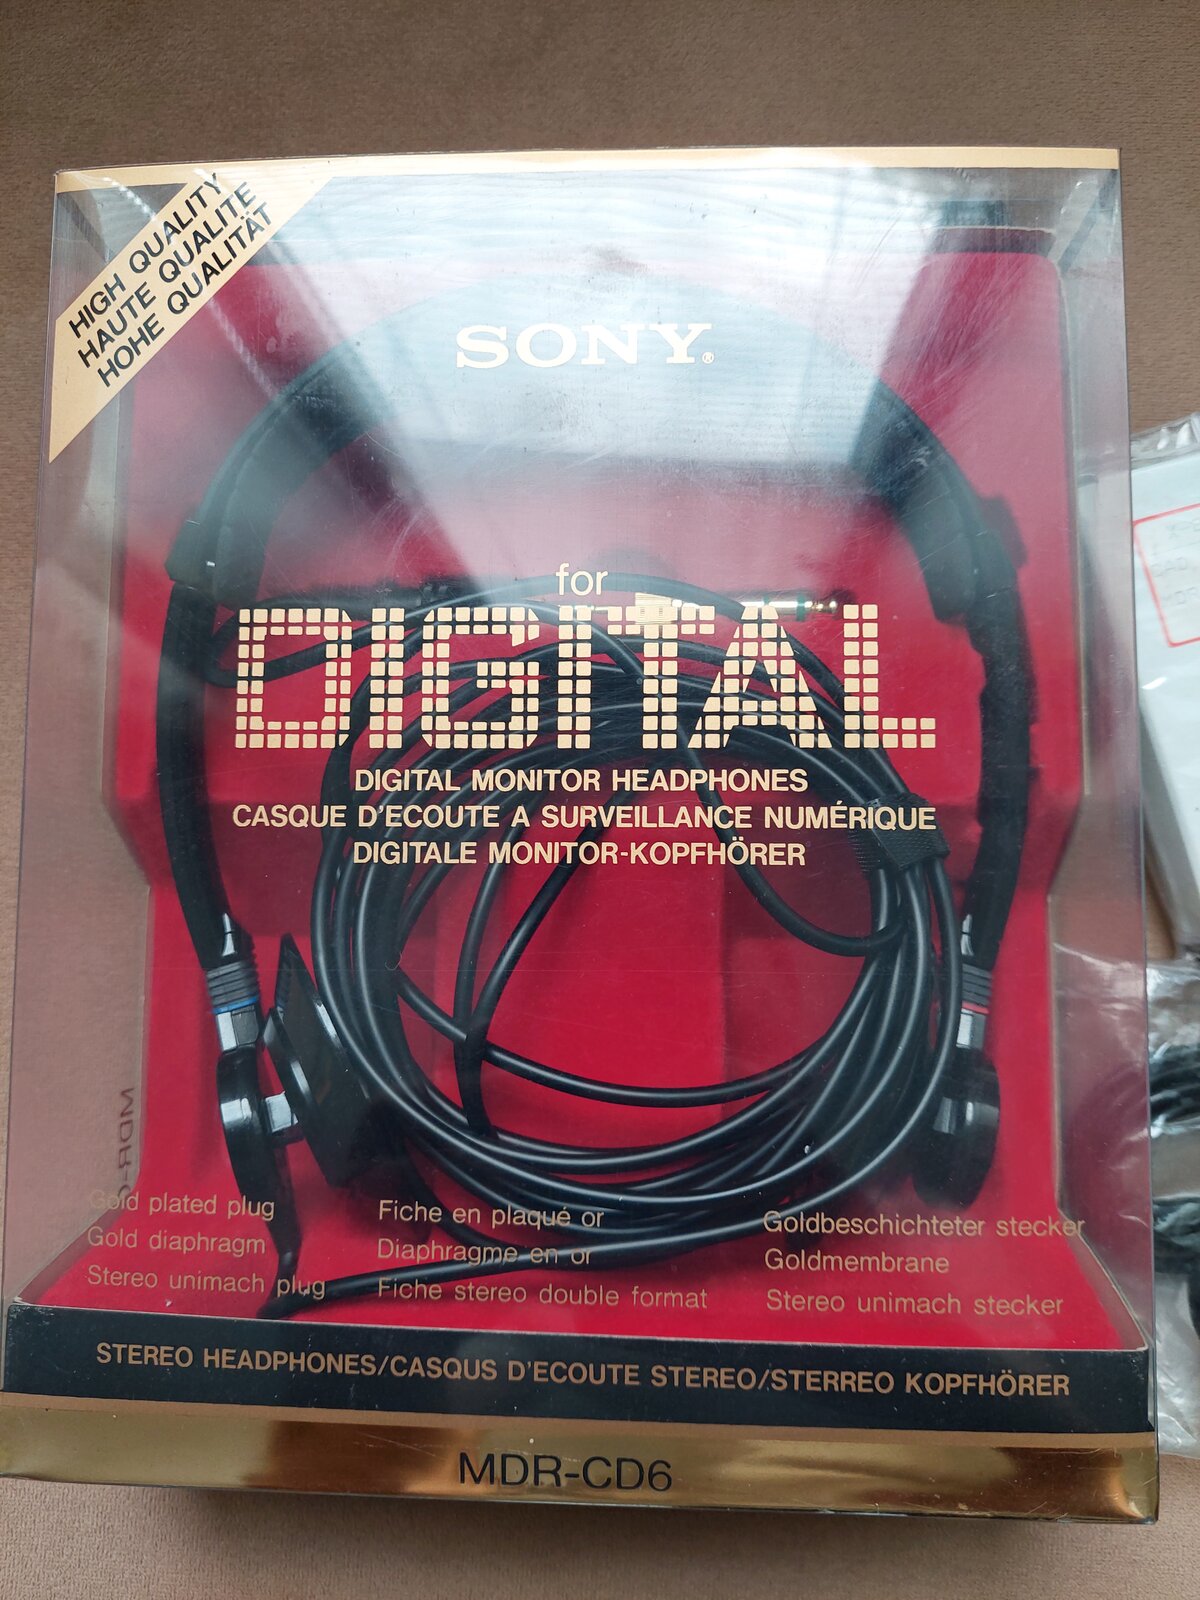 HIGH QUALITY
HAUTE QUALITE
HOHE QUALITÄT
SONY®
for
DIGITAL
DIGITAL MONITOR HEADPHONES
CASQUE D'ECOUTE A SURVEILLANCE NUMÉRIQUE
DIGITALE MONITOR-KOPFHÖRER
Gold plated plug
Gold diaphragm
Stereo unimach plug
Fiche en plaqué or
Diaphragme en or
Fiche stereo double format
Goldbeschichteter stecker
Goldmembrane
Stereo unimach stecker
STEREO HEADPHONES/CASQUS D'ECOUTE STEREO/STERREO KOPFHÖRER
MDR-CD6